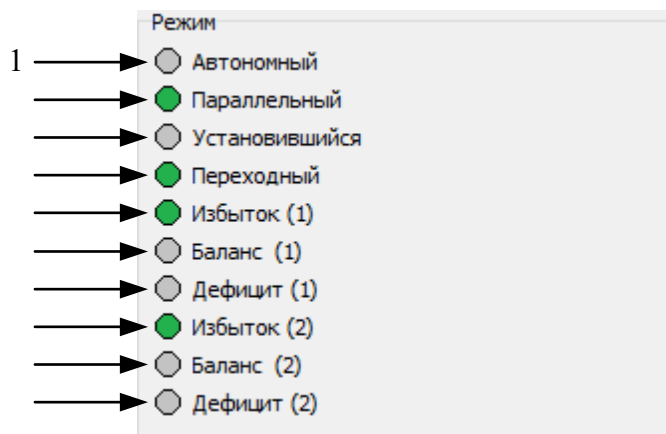 Режим
1 Автономный
Параллельный
Установившийся
Переходный
Избыток (1)
Баланс (1)
Дефицит (1)
Избыток (2)
Баланс (2)
Дефицит (2)